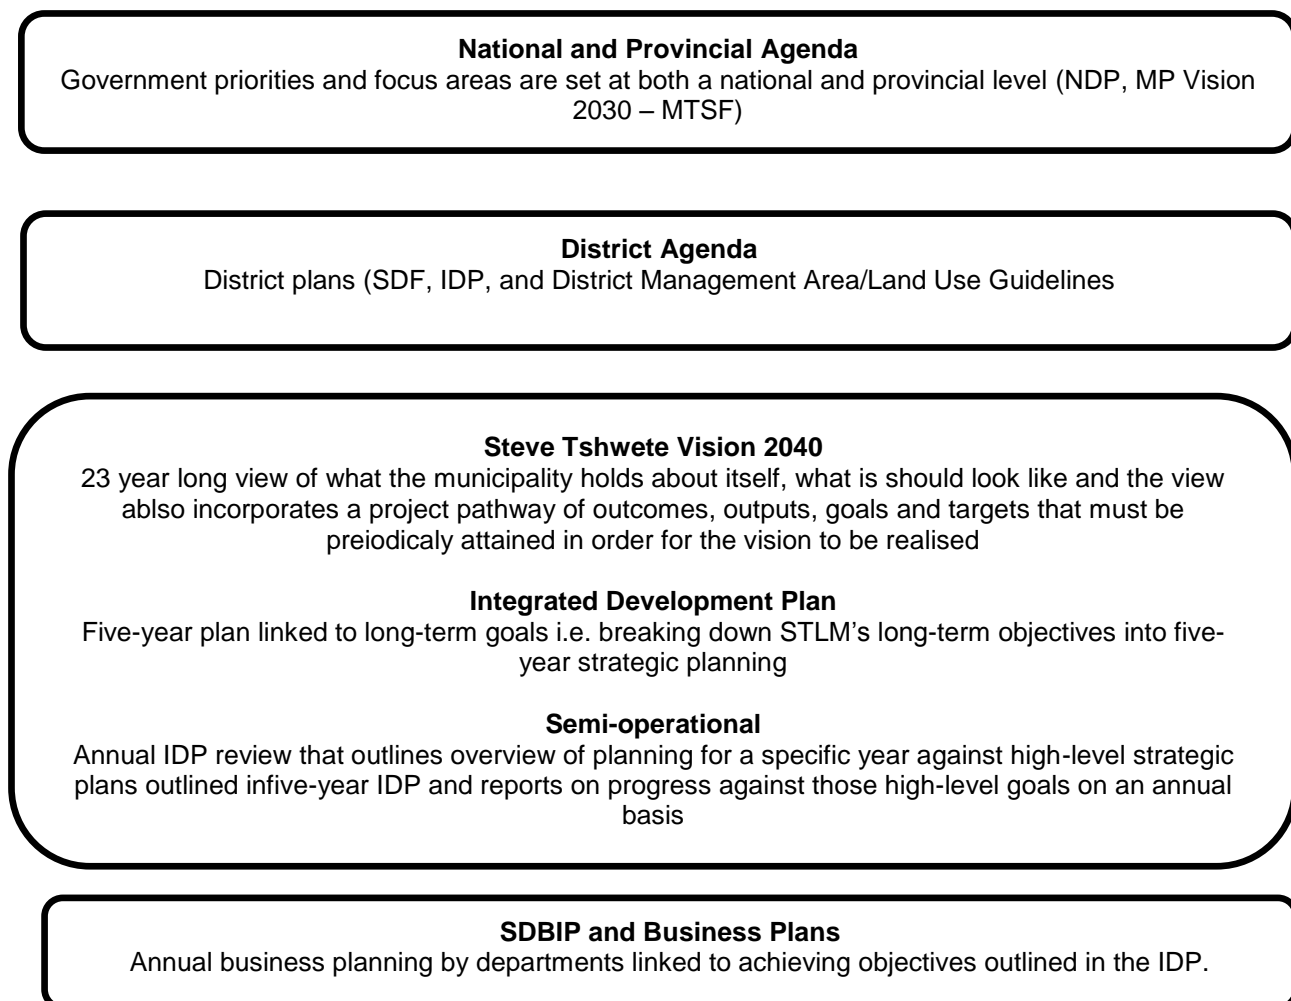 National and Provincial Agenda
Government priorities and focus areas are set at both a national and provincial level (NDP, MP Vision
2030 – MTSF)
District Agenda
District plans (SDF, IDP, and District Management Area/Land Use Guidelines
Steve Tshwete Vision 2040
23 year long view of what the municipality holds about itself, what is should look like and the view
ablso incorporates a project pathway of outcomes, outputs, goals and targets that must be
preiodicaly attained in order for the vision to be realised
Integrated Development Plan
Five-year plan linked to long-term goals i.e. breaking down STLM’s long-term objectives into five-
year strategic planning
Semi-operational
Annual IDP review that outlines overview of planning for a specific year against high-level strategic
plans outlined infive-year IDP and reports on progress against those high-level goals on an annual
basis
SDBIP and Business Plans
Annual business planning by departments linked to achieving objectives outlined in the IDP.